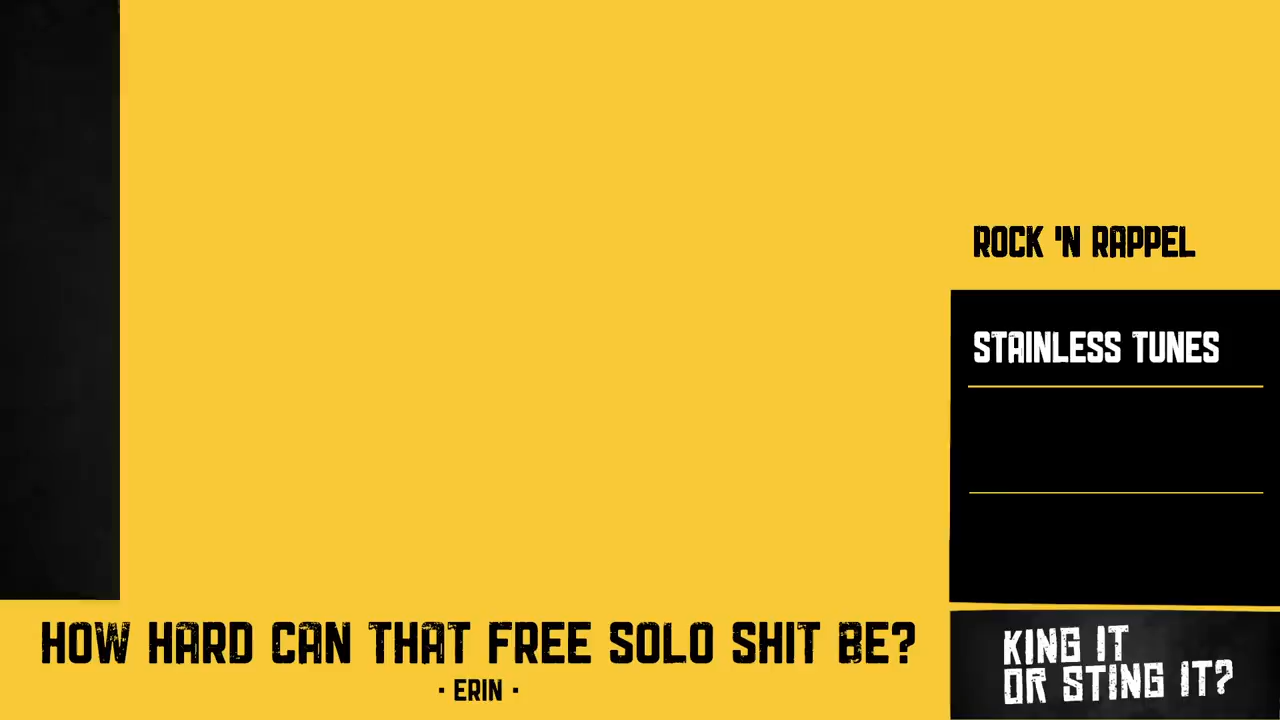 ROCK 'N RAPPEL
STAINLESS TUNES
HOW HARD CAN THAT FREE SOLO SHIT BE?
· ERIN ·
KING IT
OR STING IT?